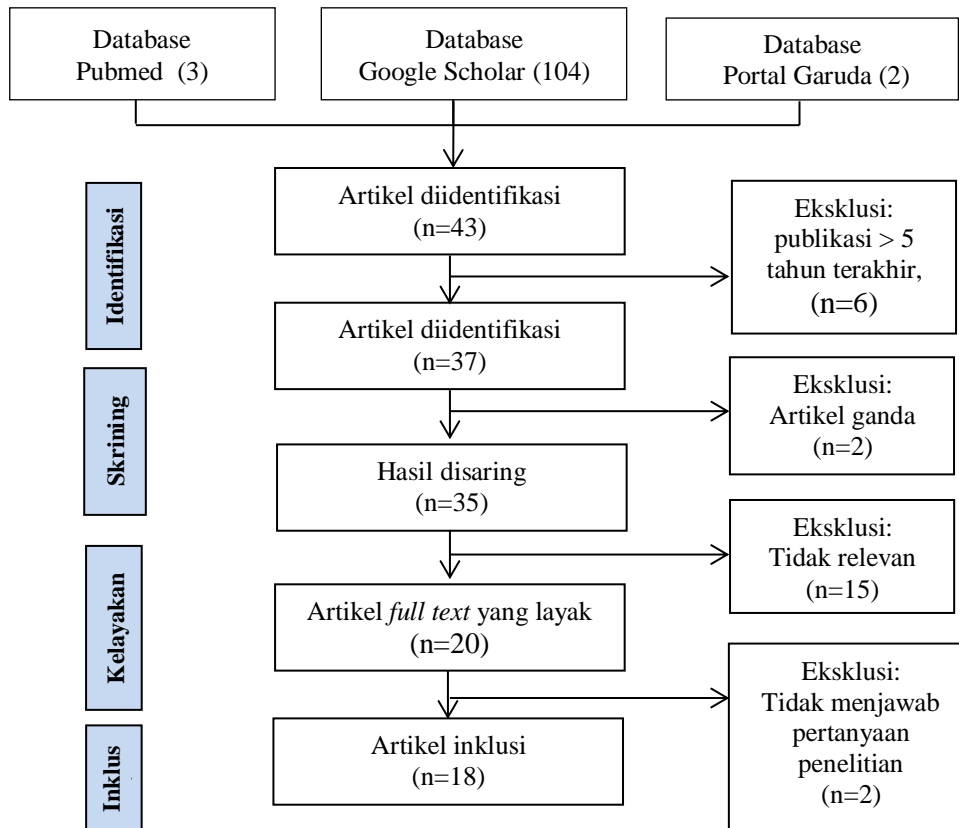 Database
Pubmed (3)
Database
Google Scholar (104)
Database
Portal Garuda (2)
Identifikasi
Artikel diidentifikasi
(n=43)
Eksklusi:
publikasi > 5
tahun terakhir,
(n=6)
Artikel diidentifikasi
(n=37)
Skrining
Eksklusi:
Artikel ganda
(n=2)
Hasil disaring
(n=35)
Eksklusi:
Tidak relevan
(n=15)
Kelayakan
Artikel full text yang layak
(n=20)
Eksklusi:
Tidak menjawab
pertanyaan
penelitian
(n=2)
Inklus
Artikel inklusi
(n=18)